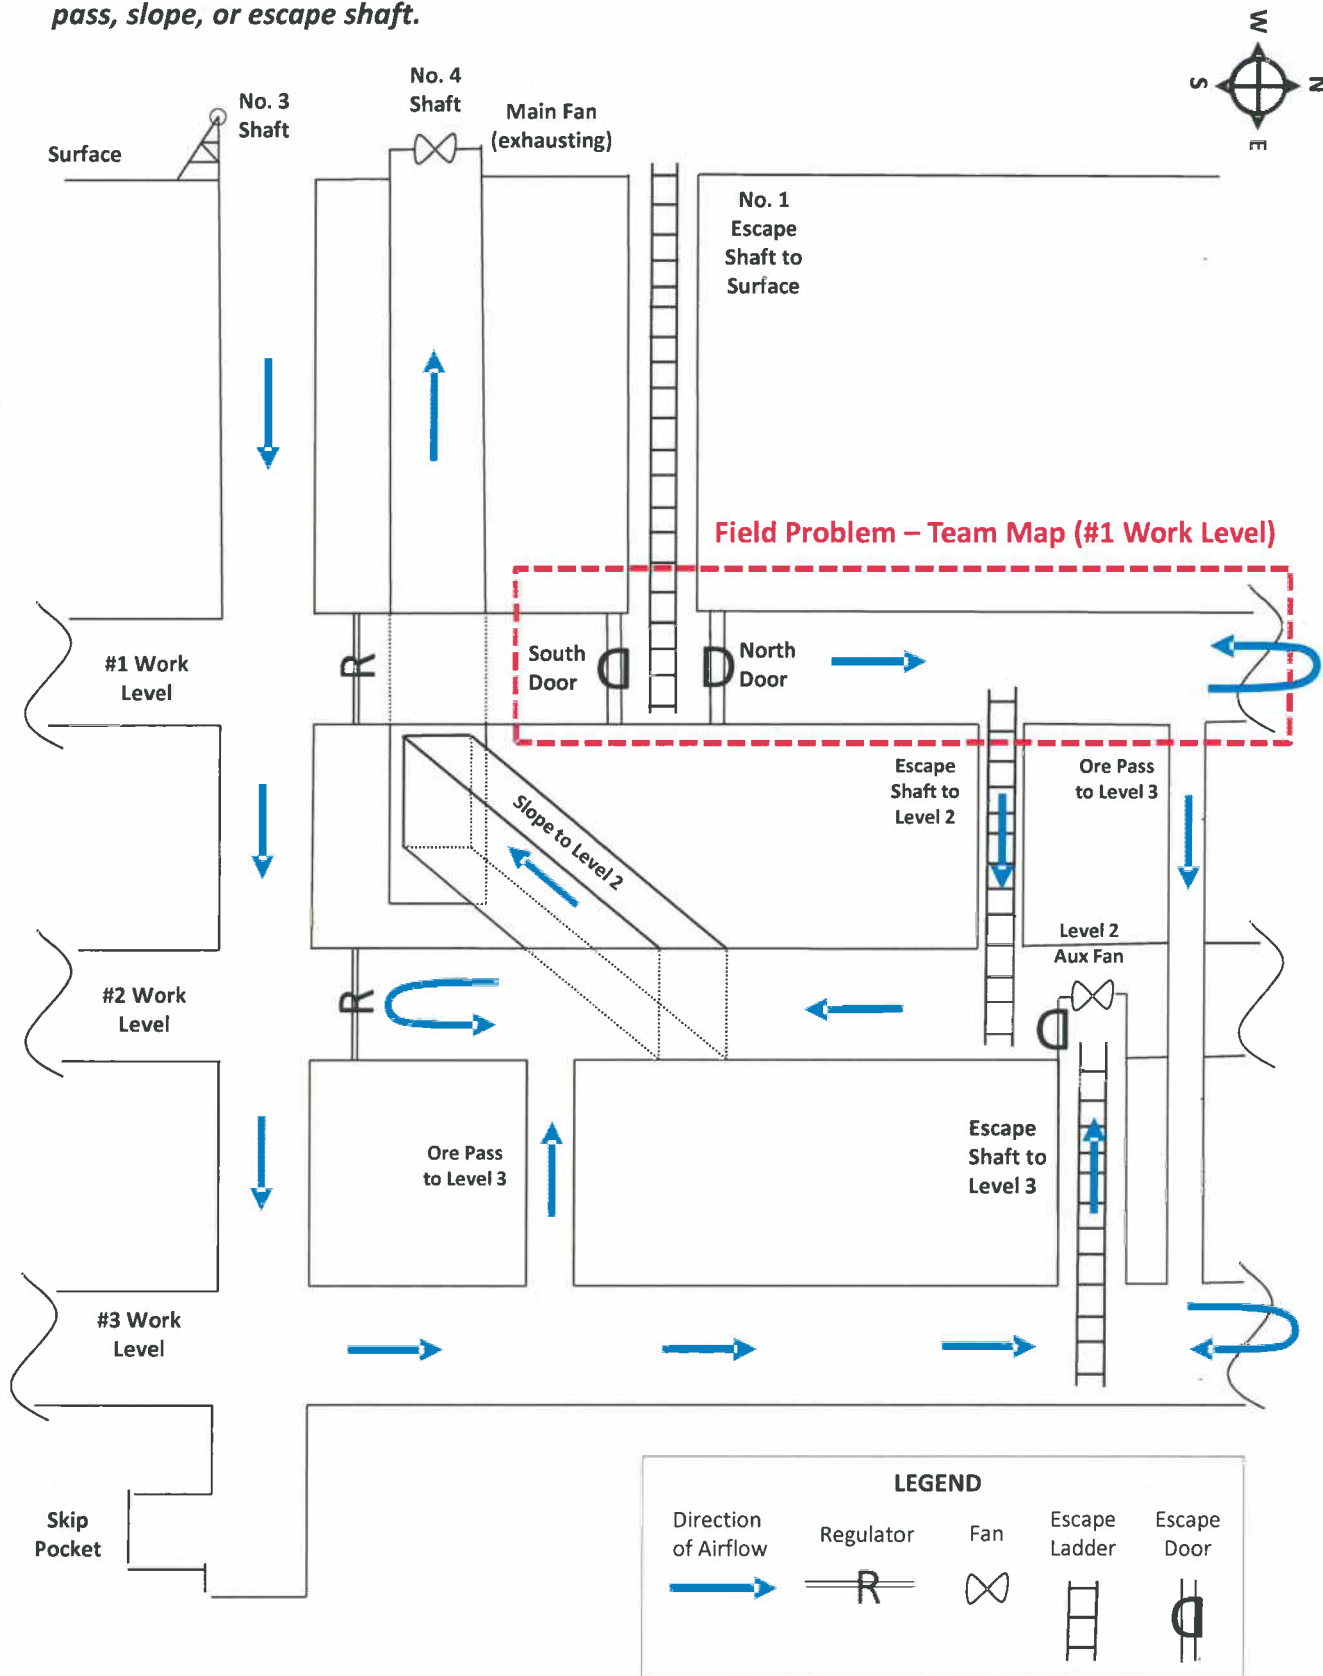 pass, slope, or escape shaft.
W
S
N
E
No. 3
Shaft
No. 4
Shaft
Main Fan
(exhausting)
Surface
No. 1
Escape
Shaft to
Surface
Field Problem – Team Map (#1 Work Level)
#1 Work
Level
R
South
Door
D
D
North
Door
Escape
Shaft to
Level 2
Ore Pass
to Level 3
Slope to Level 2
Level 2
Aux Fan
#2 Work
Level
R
D
Ore Pass
to Level 3
Escape
Shaft to
Level 3
#3 Work
Level
Skip
Pocket
LEGEND
Direction
of Airflow
Regulator
Fan
Escape
Ladder
Escape
Door
R
D